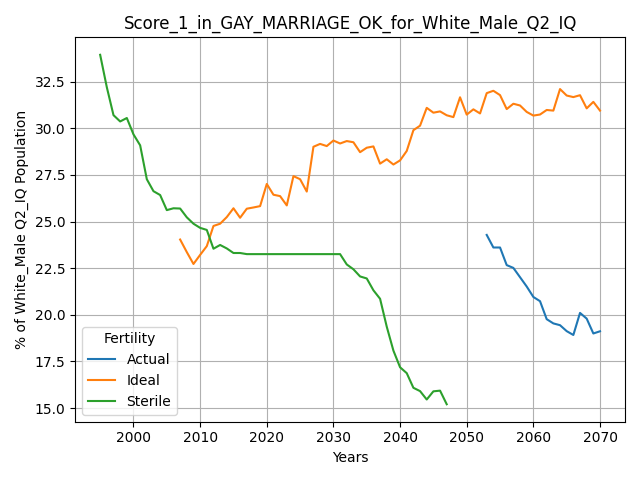 Score_1_in_GAY_MARRIAGE_OK_for_White_Male_Q2_IQ
% of White_Male Q2_IQ Population
32.5
30.0
27.5
25.0
22.5
20.0
17.5
15.0
Fertility
Actual
Ideal
Sterile
2000 2010 2020 2030 2040 2050 2060 2070
Years